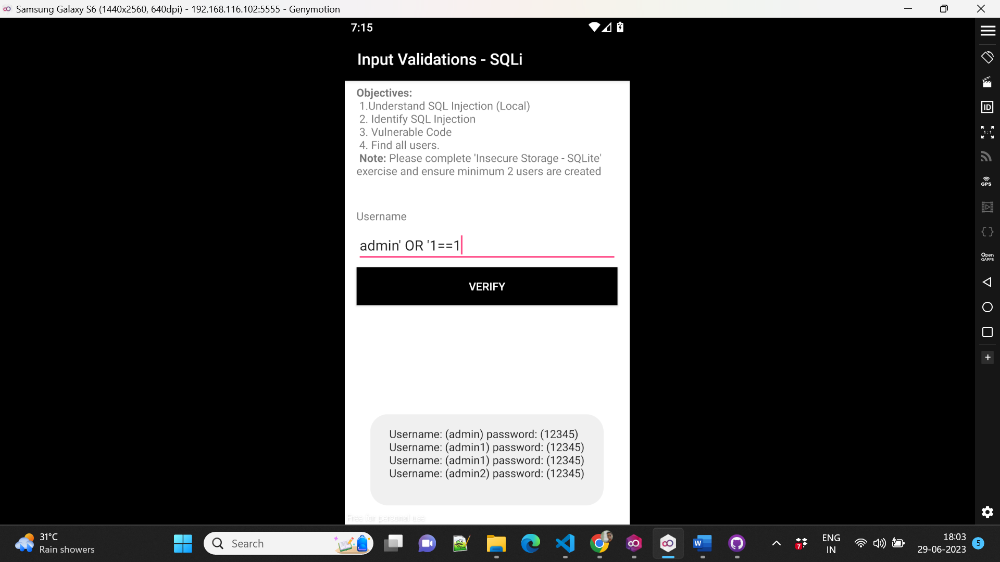 Samsung Galaxy S6 (1440x2560, 640dpi) - 192.168.116.102:5555 - Genymotion
7:15
Input Validations - SQLi
Objectives:
1.Understand SQL Injection (Local)
2. Identify SQL Injection
3. Vulnerable Code
4. Find all users.
Note: Please complete 'Insecure Storage - SQLite'
exercise and ensure minimum 2 users are created
Username
admin' OR '1==1
VERIFY
Username: (admin) password: (12345)
Username: (admin1) password: (12345)
Username: (admin1) password: (12345)
Username: (admin2) password: (12345)
Free for personal use
ID
1:1
GPS
Open
GAPPS
31°C
Rain showers
Search
W
7
ENG
IN
18:03
29-06-2023
5